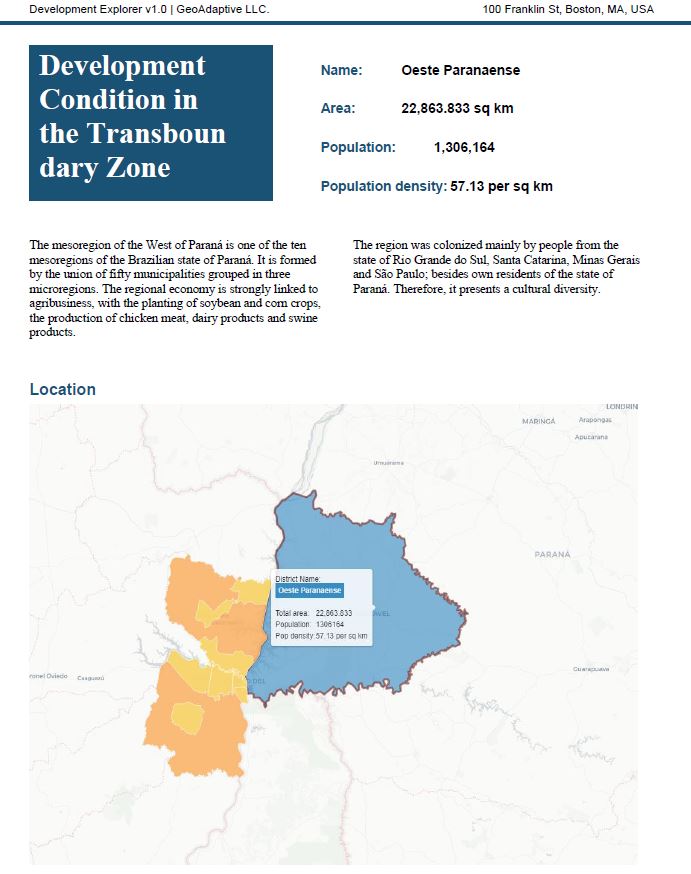 Development Explorer v1.0 | GeoAdaptive LLC.
100 Franklin St, Boston, MA, USA
Development
Condition in
the Transboun
dary Zone
Name: Oeste Paranaense
Area: 22,863.833 sq km
Population: 1,306,164
Population density: 57.13 per sq km
The mesoregion of the West of Paraná is one of the ten
mesoregions of the Brazilian state of Paraná. It is formed
by the union of fifty municipalities grouped in three
microregions. The regional economy is strongly linked to
agribusiness, with the planting of soybean and corn crops,
the production of chicken meat, dairy products and swine
products.
The region was colonized mainly by people from the
state of Rio Grande do Sul, Santa Catarina, Minas Gerais
and São Paulo; besides own residents of the state of
Paraná. Therefore, it presents a cultural diversity.
Location
LONDRIN
MARINGÁ
Arapongas
Apucarana
Umuarama
PARANÁ
District Name:
Oeste Paranaense
Total area: 22,863.833
Population: 1306164
Pop density: 57.13 per sq km
AVEL
Guarapuava
ronel Oviedo
Caaguazú